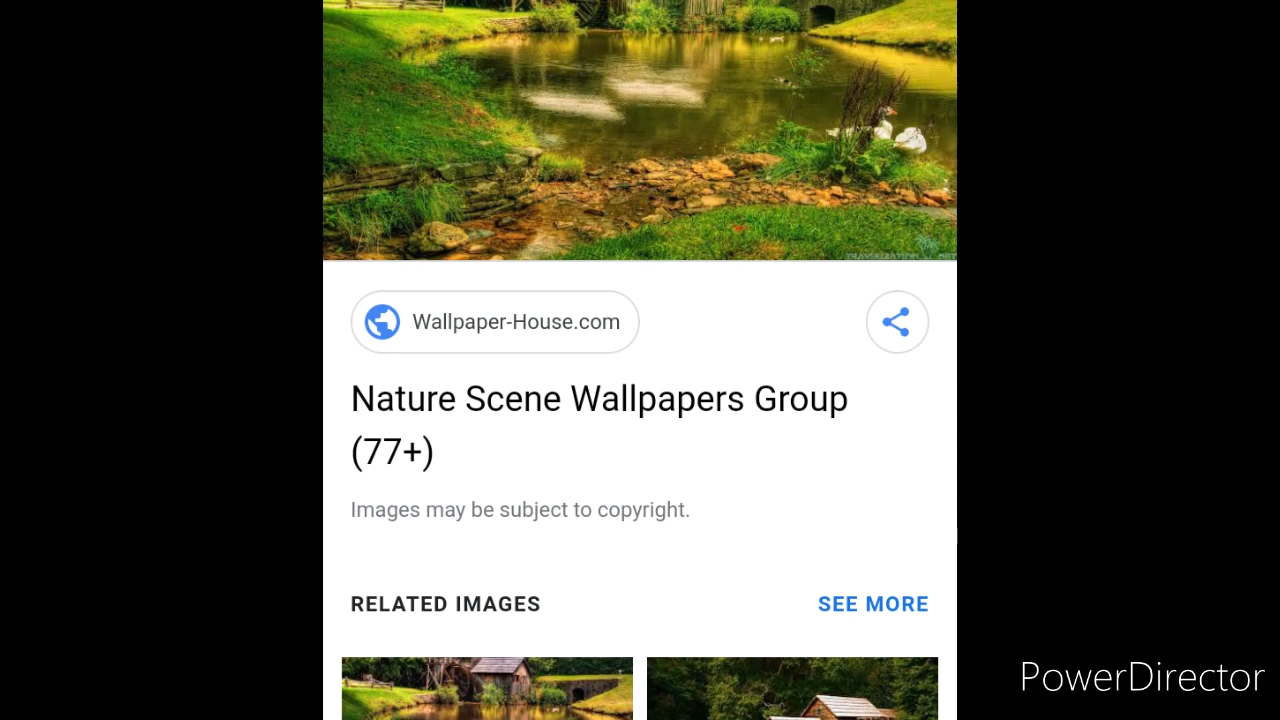 Wallpaper-House.com
Nature Scene Wallpapers Group
(77+)
Images may be subject to copyright.
RELATED IMAGES
SEE MORE
PowerDirector